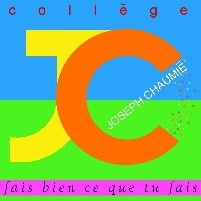 collège
JC
JOSEPH CHAUMIÉ
fais bien ce que tu fais